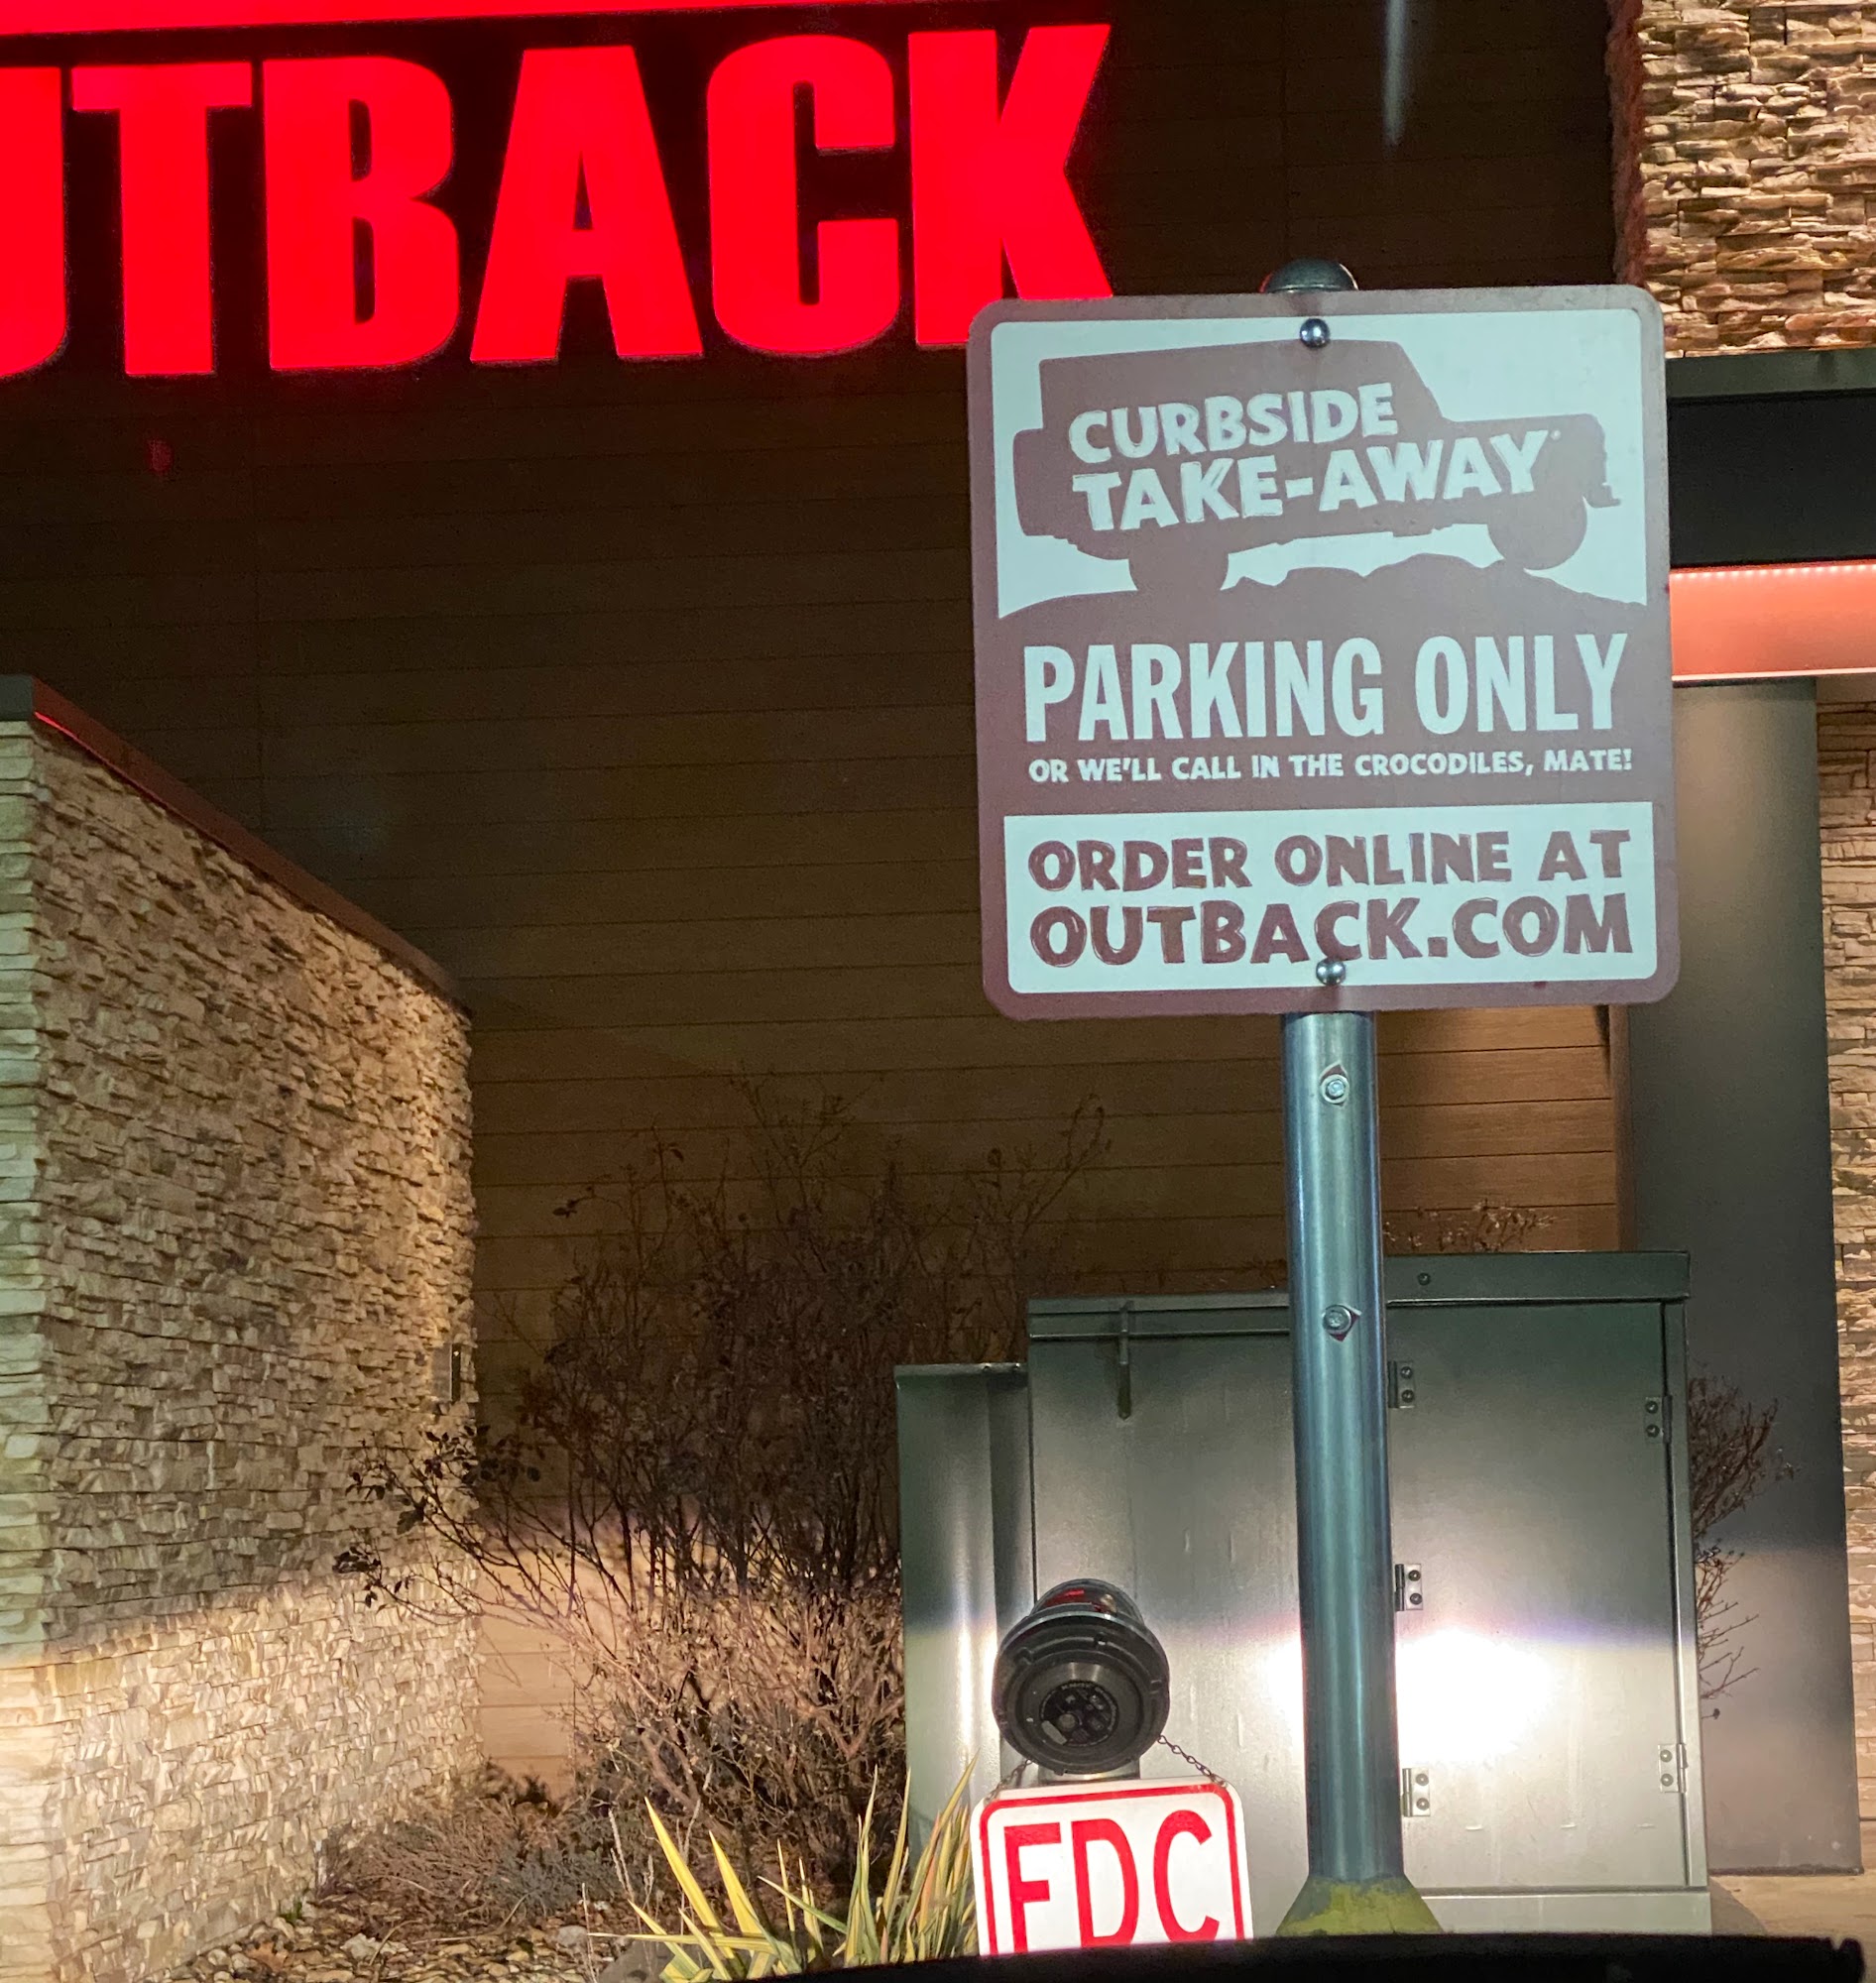 UTBACK
CURBSIDE
TAKE-AWAY
PARKING ONLY
OR WE'LL CALL IN THE CROCODILES, MATE!
ORDER ONLINE AT
OUTBACK.COM
FDC